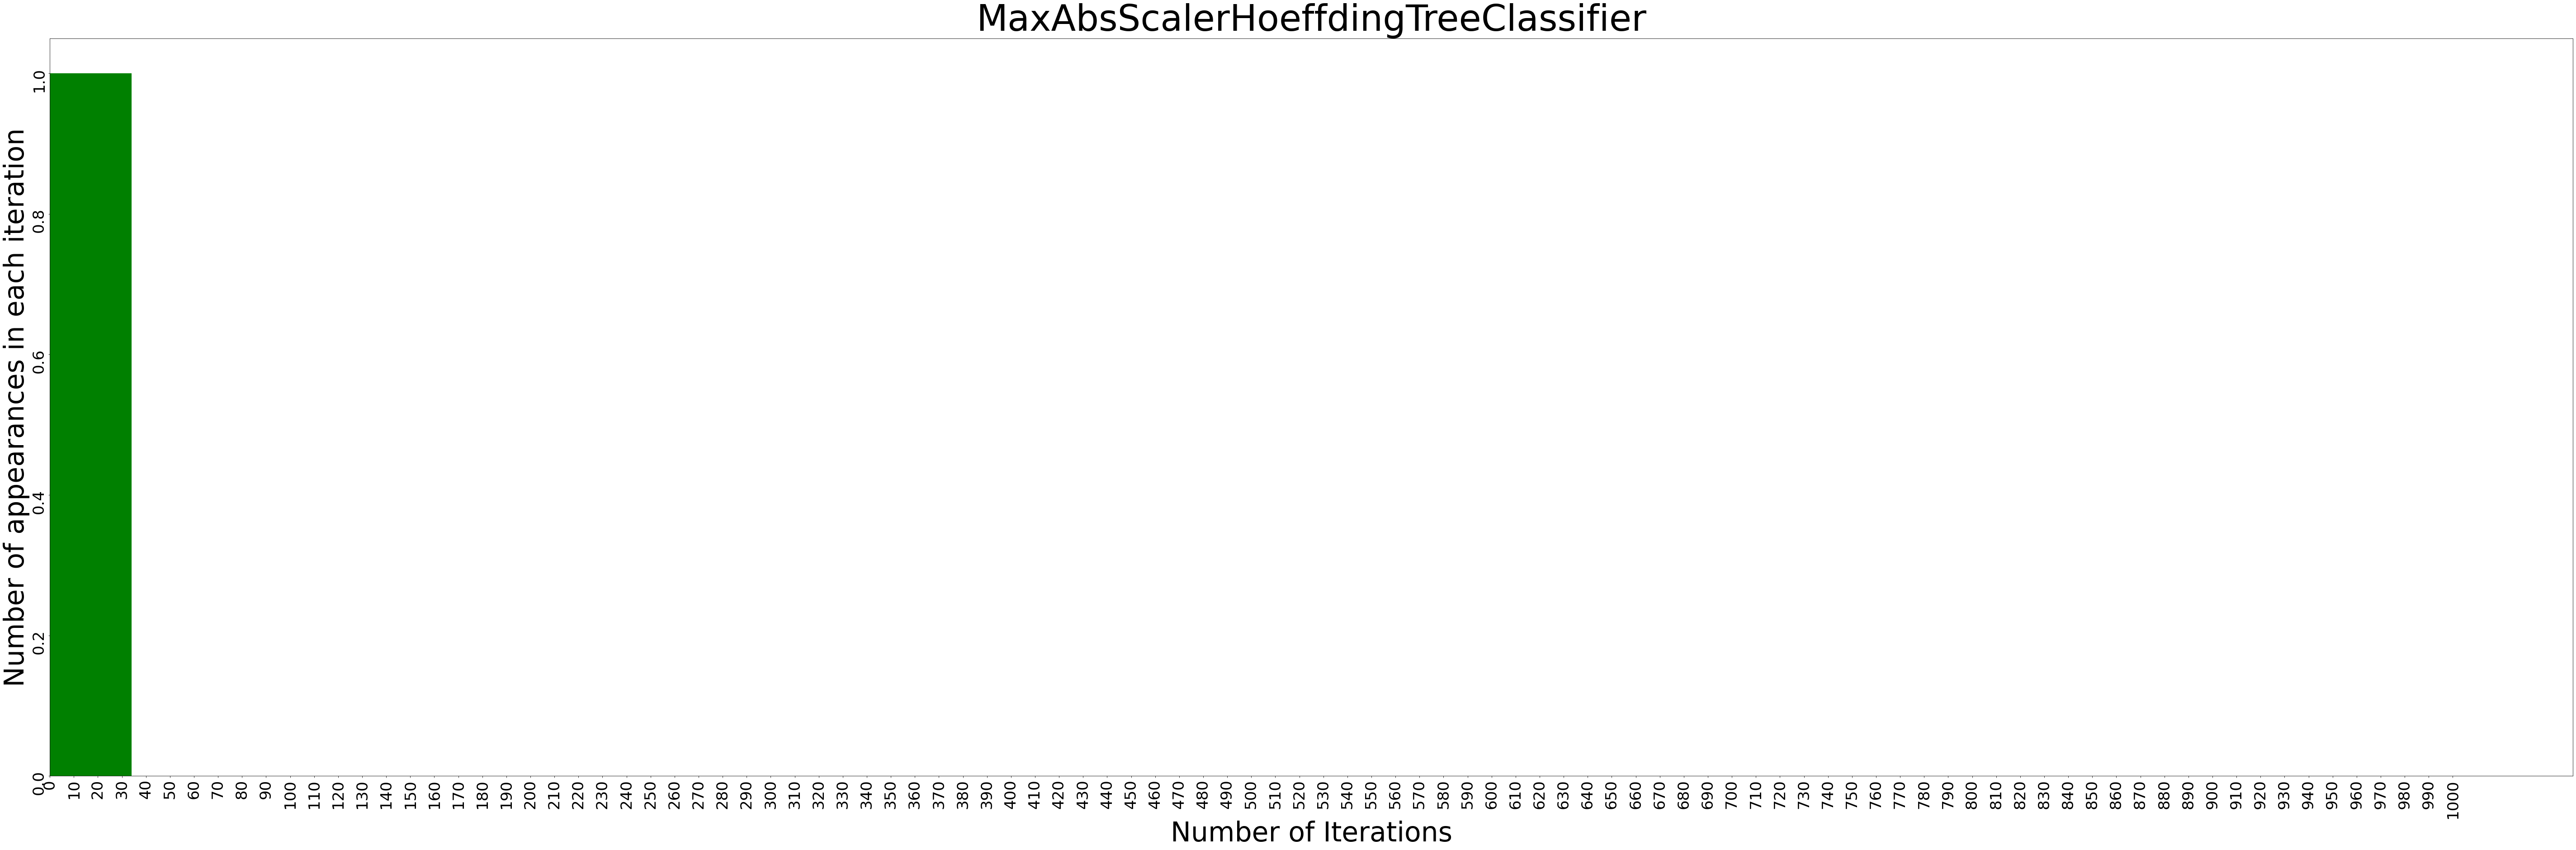 MaxAbsScalerHoeffdingTreeClassifier
Number of appearances in each iteration
1.0
0.8
0.6
0.4
0.2
0.0
0 10 20 30 40 50 60 70 80 90 100 110 120 130 140 150 160 170 180 190 200 210 220 230 240 250 260 270 280 290 300 310 320 330 340 350 360 370 380 390 400 410 420 430 440 450 460 470 480 490 500 510 520 530 540 550 560 570 580 590 600 610 620 630 640 650 660 670 680 690 700 710 720 730 740 750 760 770 780 790 800 810 820 830 840 850 860 870 880 890 900 910 920 930 940 950 960 970 980 990 1000
Number of Iterations